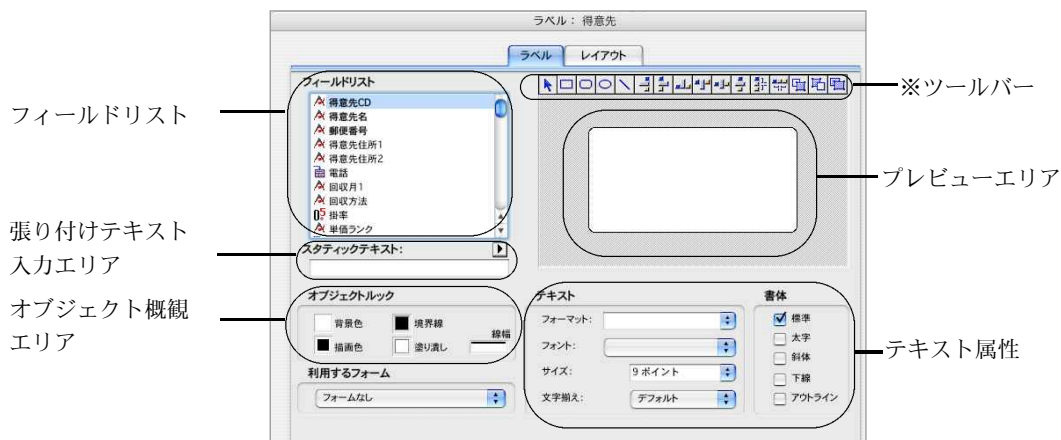 ラベル： 得意先
ラベル レイアウト
フィールドリスト
フィールドリスト
得意先CD
得意先名
郵便番号
得意先住所1
得意先住所2
電話
回収月1
回収方法
掛率
単価ランク
※ツールバー
プレビューエリア
張り付けテキスト
入力エリア
スタティックテキスト:
オブジェクト概観
エリア
オブジェクトルック
背景色 境界線
線幅
描画色 塗り潰し
利用するフォーム
フォームなし
テキスト
フォーマット:
フォント:
サイズ: 9 ポイント
文字揃え: デフォルト
書体
標準
太字
斜体
下線
アウトライン
テキスト属性